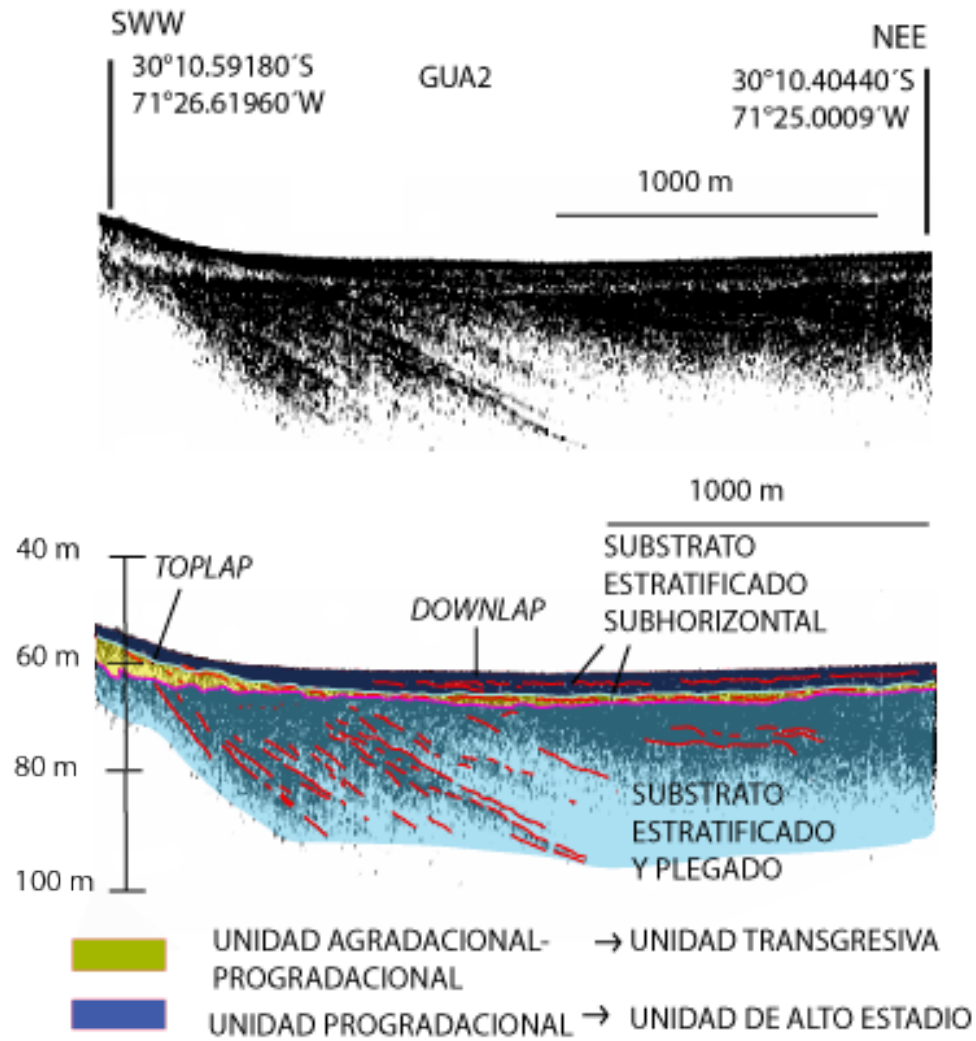 SWW
30°10.59180´S
71°26.61960´W
GUA2
NEE
30°10.40440´S
71°25.0009´W
1000 m
1000 m
40 m
60 m
80 m
100 m
TOPLAP
DOWNLAP
SUBSTRATO
ESTRATIFICADO
SUBHORIZONTAL
SUBSTRATO
ESTRATIFICADO
Y PLEGADO
UNIDAD AGRADACIONAL-
PROGRADACIONAL
→ UNIDAD TRANSGRESIVA
UNIDAD PROGRADACIONAL → UNIDAD DE ALTO ESTADIO